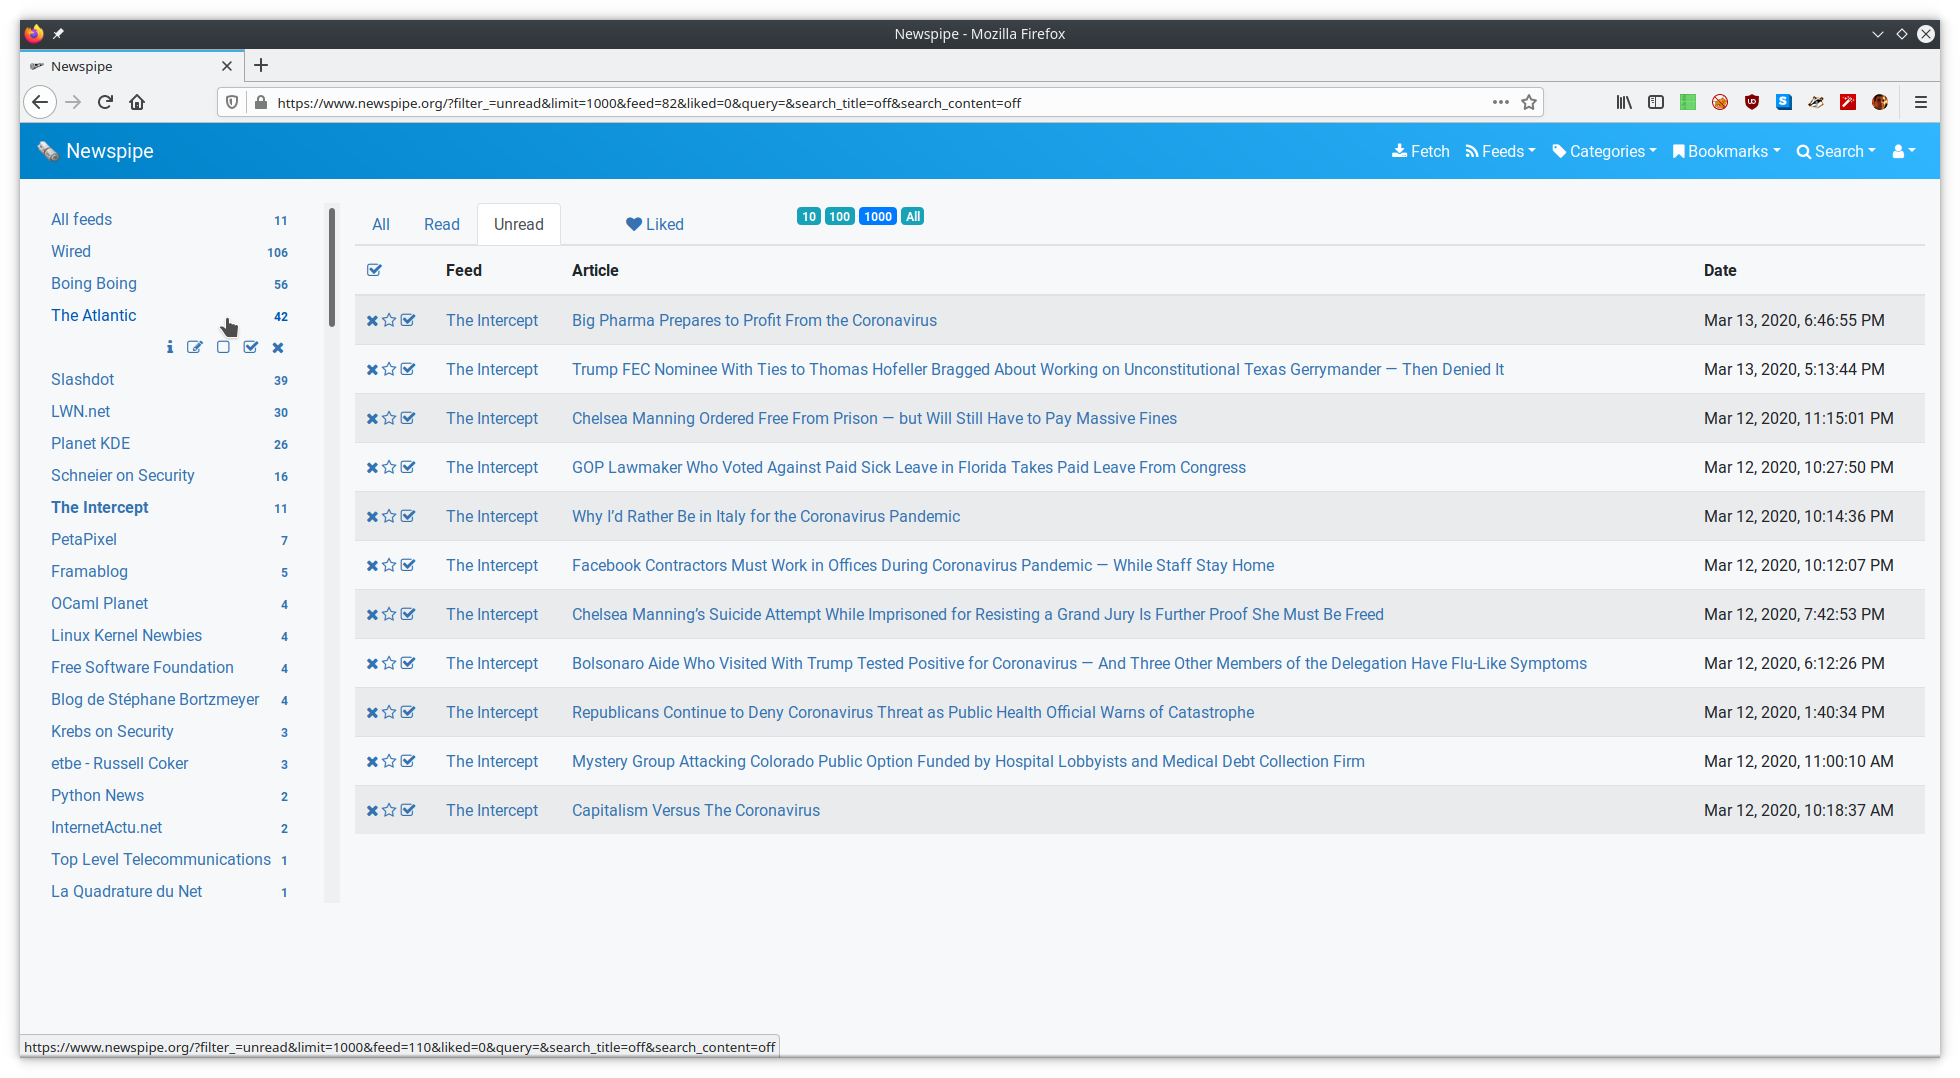 Newspipe - Mozilla Firefox
Newspipe
https://www.newspipe.org/?filter_=unread&limit=1000&feed=82&liked=0&query=&search_title=off&search_content=off
Newspipe
Fetch Feeds Categories Bookmarks Search
All feeds 11
Wired 106
Boing Boing 56
The Atlantic 42
Slashdot 39
LWN.net 30
Planet KDE 26
Schneier on Security 16
The Intercept 11
PetaPixel 7
Framablog 5
OCaml Planet 4
Linux Kernel Newbies 4
Free Software Foundation 4
Blog de Stéphane Bortzmeyer 4
Krebs on Security 3
etbe - Russell Coker 3
Python News 2
InternetActu.net 2
Top Level Telecommunications 1
La Quadrature du Net 1
All Read Unread Liked 10 100 1000 All
Feed Article Date
The Intercept Big Pharma Prepares to Profit From the Coronavirus Mar 13, 2020, 6:46:55 PM
The Intercept Trump FEC Nominee With Ties to Thomas Hofeller Bragged About Working on Unconstitutional Texas Gerrymander — Then Denied It Mar 13, 2020, 5:13:44 PM
The Intercept Chelsea Manning Ordered Free From Prison — but Will Still Have to Pay Massive Fines Mar 12, 2020, 11:15:01 PM
The Intercept GOP Lawmaker Who Voted Against Paid Sick Leave in Florida Takes Paid Leave From Congress Mar 12, 2020, 10:27:50 PM
The Intercept Why I’d Rather Be in Italy for the Coronavirus Pandemic Mar 12, 2020, 10:14:36 PM
The Intercept Facebook Contractors Must Work in Offices During Coronavirus Pandemic — While Staff Stay Home Mar 12, 2020, 10:12:07 PM
The Intercept Chelsea Manning’s Suicide Attempt While Imprisoned for Resisting a Grand Jury Is Further Proof She Must Be Freed Mar 12, 2020, 7:42:53 PM
The Intercept Bolsonaro Aide Who Visited With Trump Tested Positive for Coronavirus — And Three Other Members of the Delegation Have Flu-Like Symptoms Mar 12, 2020, 6:12:26 PM
The Intercept Republicans Continue to Deny Coronavirus Threat as Public Health Official Warns of Catastrophe Mar 12, 2020, 1:40:34 PM
The Intercept Mystery Group Attacking Colorado Public Option Funded by Hospital Lobbyists and Medical Debt Collection Firm Mar 12, 2020, 11:00:10 AM
The Intercept Capitalism Versus The Coronavirus Mar 12, 2020, 10:18:37 AM
https://www.newspipe.org/?filter_=unread&limit=1000&feed=110&liked=0&query=&search_title=off&search_content=off